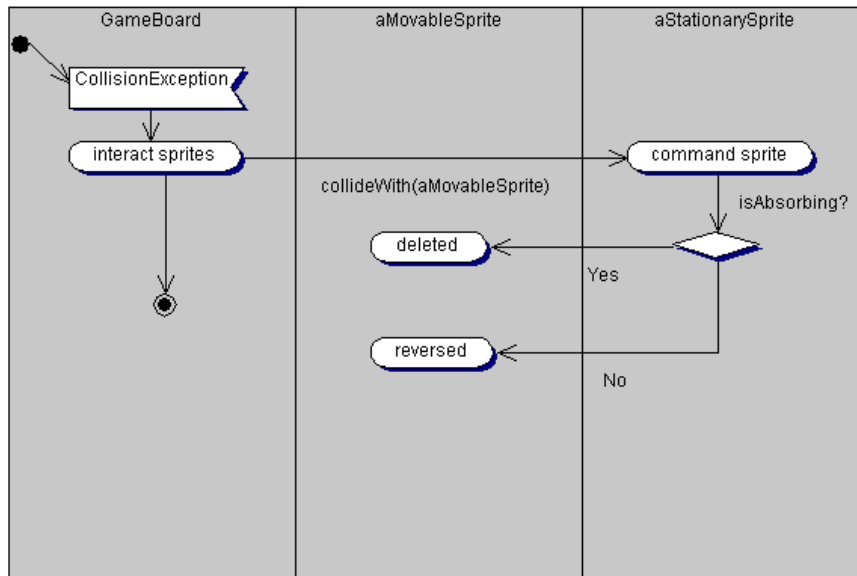 GameBoard
aMovableSprite
aStationarySprite
CollisionException
interact sprites
command sprite
collideWith(aMovableSprite)
isAbsorbing?
deleted
Yes
reversed
No